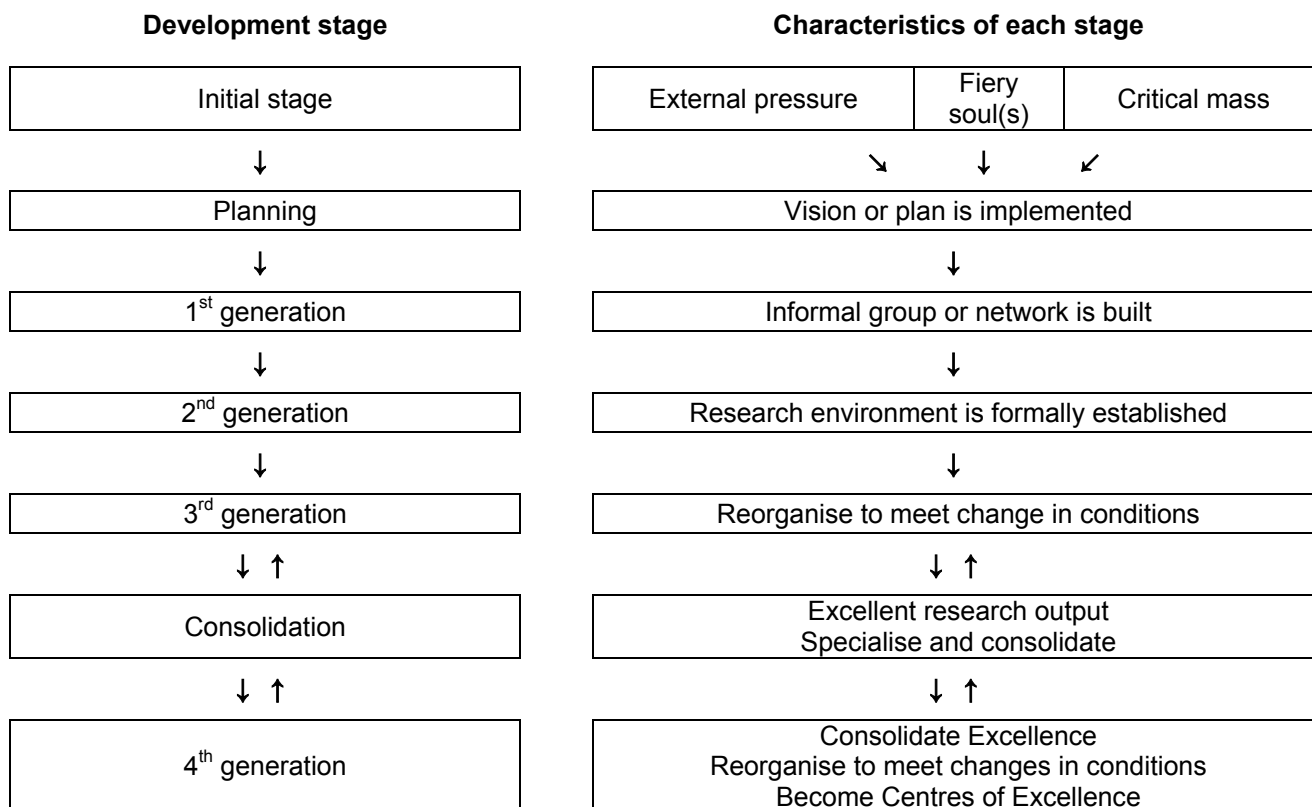 Development stage
Characteristics of each stage
Initial stage
External pressure
Fiery
soul(s)
Critical mass
↓
↘ ↓ ↙
Planning
Vision or plan is implemented
↓
↓
1st generation
Informal group or network is built
↓
↓
2nd generation
Research environment is formally established
↓
↓
3rd generation
Reorganise to meet change in conditions
↓ ↑
↓ ↑
Consolidation
Excellent research output
Specialise and consolidate
↓ ↑
↓ ↑
4th generation
Consolidate Excellence
Reorganise to meet changes in conditions
Become Centres of Excellence